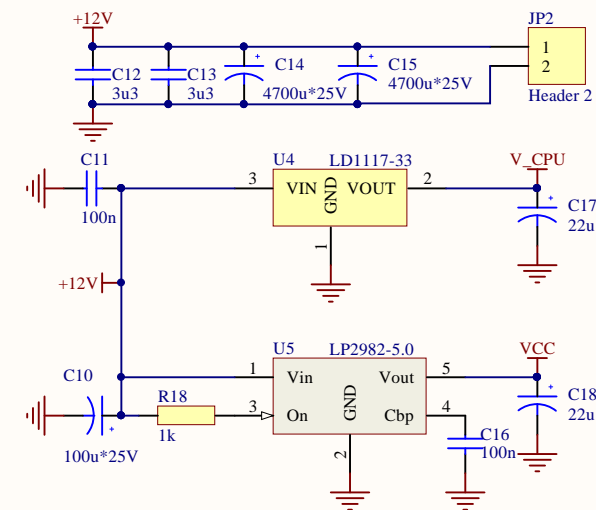 +12V
JP2
C12
3u3
C13
3u3
C14
4700u*25V
C15
4700u*25V
1
2
Header 2
C11
100n
U4
LD1117-33
3
VIN
VOUT
GND
2
1
V_CPU
C17
22u
+12V
U5
LP2982-5.0
1
Vin
Vout
5
VCC
C10
100u*25V
R18
1k
3
On
GND
Cbp
4
2
C16
100n
C18
22u